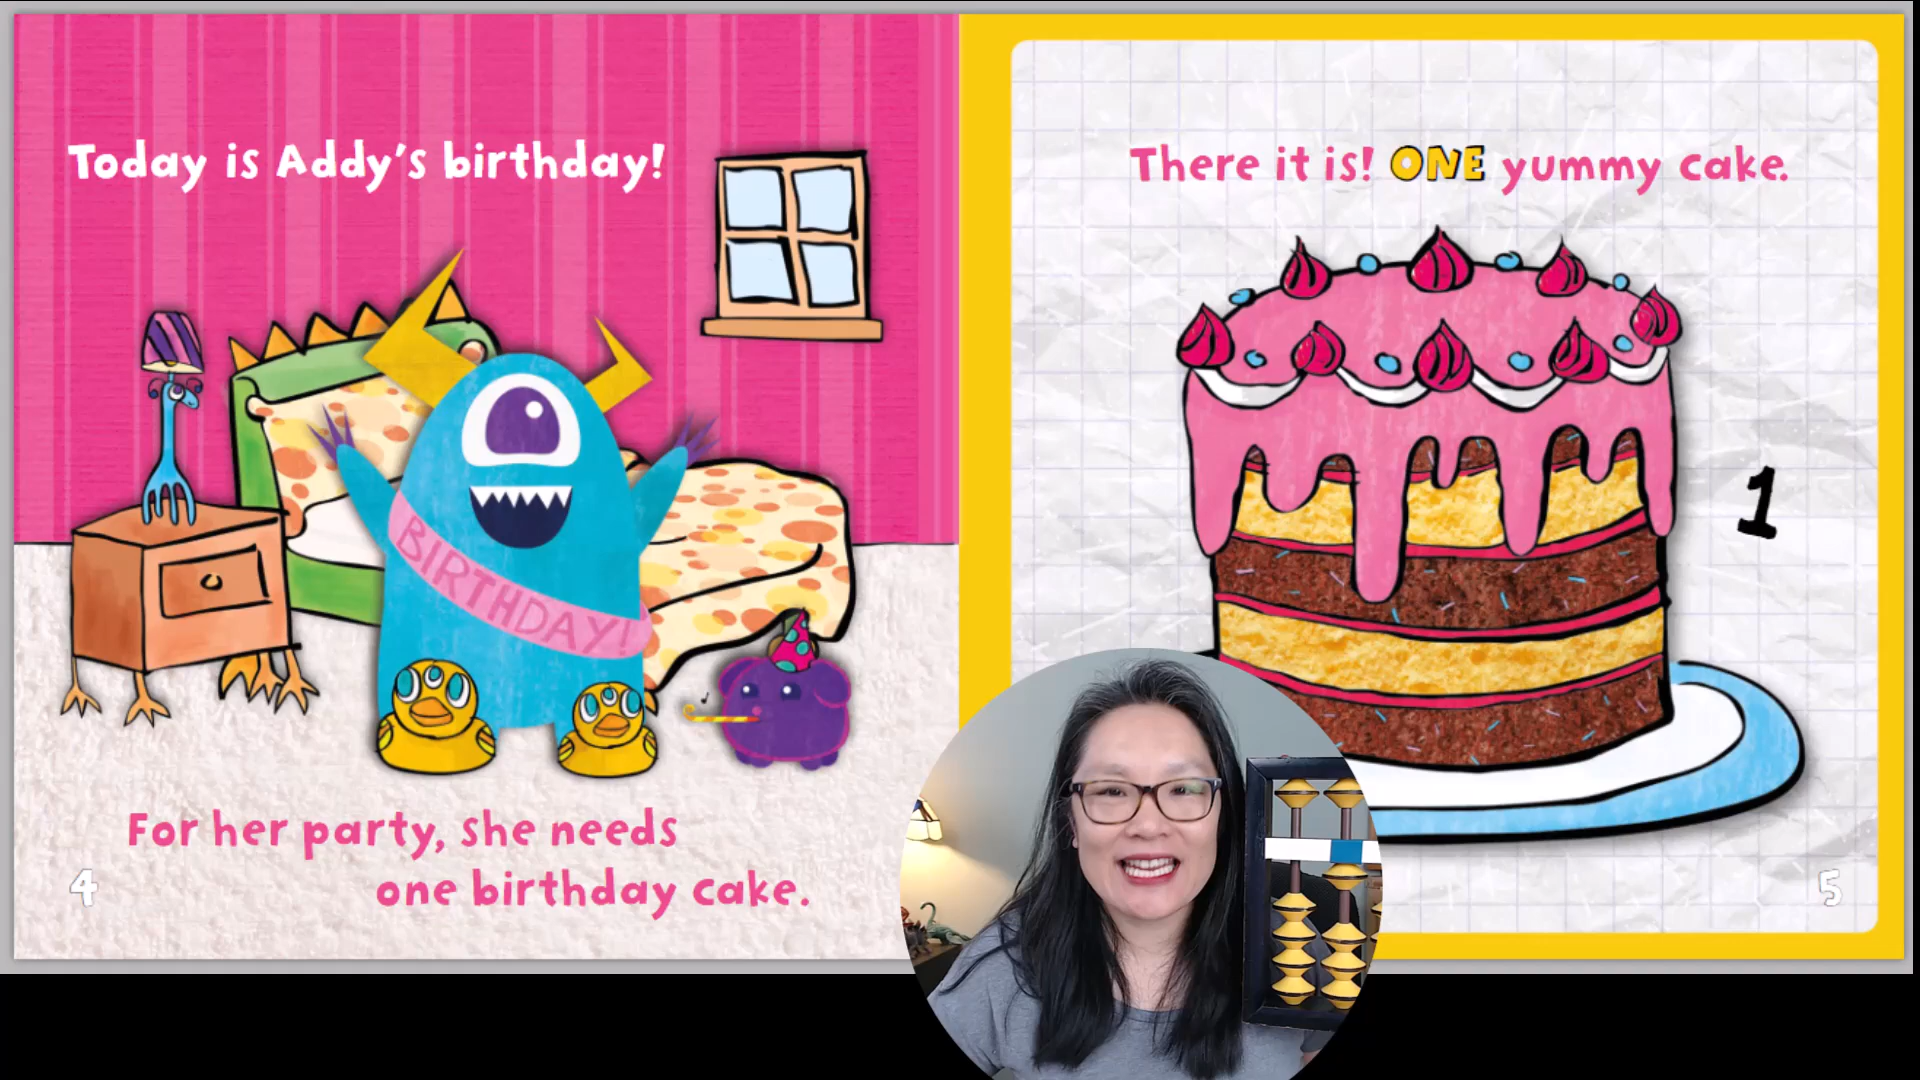 Today is Addy's birthday!
BIRTHDAY!
For her party, she needs
one birthday cake.
4
There it is! ONE yummy cake.
1
5